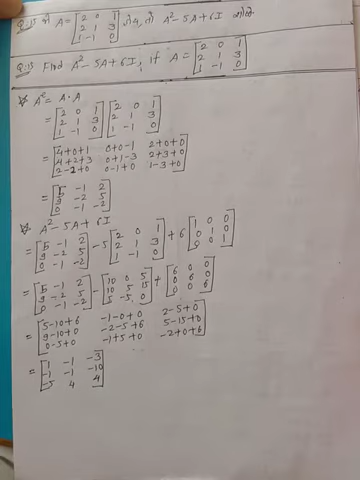 Q:15 यदि A = [2 0 1; 2 1 3; 1 -1 0] है, तो A² - 5A + 6I
Q:15 Find A² - 5A + 6I, if A = [2 0 1; 2 1 3; 1 -1 0]
A² = A · A
= [2 0 1; 2 1 3; 1 -1 0] [2 0 1; 2 1 3; 1 -1 0]
= [4+0+1 0+0-1 2+0+0; 4+2+3 0+1-3 2+3+0; 2-2+0 0-1+0 1-3+0]
= [5 -1 2; 9 -2 5; 0 -1 -2]
A² - 5A + 6I
= [5 -1 2; 9 -2 5; 0 -1 -2] - 5 [2 0 1; 2 1 3; 1 -1 0] + 6 [1 0 0; 0 1 0; 0 0 1]
= [5 -1 2; 9 -2 5; 0 -1 -2] - [10 0 5; 10 5 15; 5 -5 0] + [6 0 0; 0 6 0; 0 0 6]
= [5-10+6 -1-0+0 2-5+0; 9-10+0 -2-5+6 5-15+0; 0-5+0 -1+5+0 -2+0+6]
= [1 -1 -3; -1 -1 -10; -5 4 4]